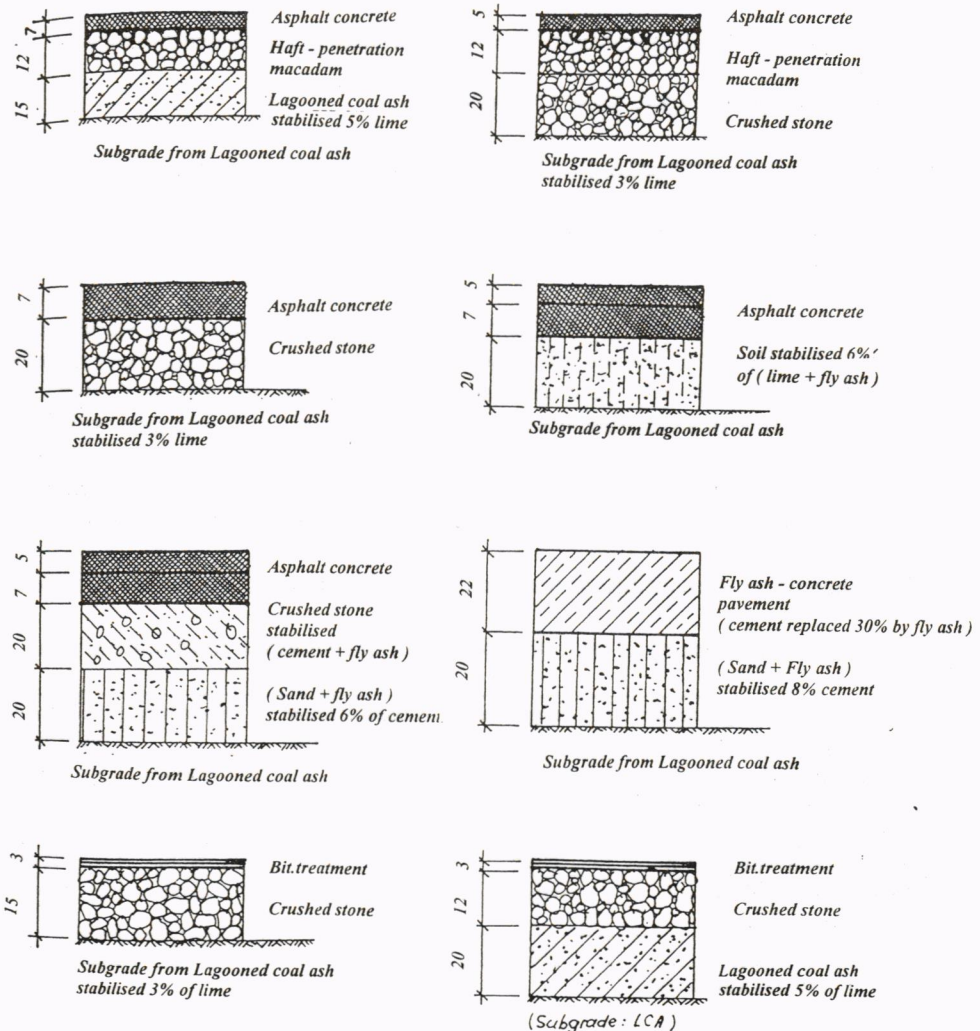 7
12
15
Asphalt concrete
Haft - penetration
macadam
Lagooned coal ash
stabilised 5% lime
Subgrade from Lagooned coal ash
5
12
20
Asphalt concrete
Haft - penetration
macadam
Crushed stone
Subgrade from Lagooned coal ash
stabilised 3% lime
7
20
Asphalt concrete
Crushed stone
Subgrade from Lagooned coal ash
stabilised 3% lime
5
7
20
Asphalt concrete
Soil stabilised 6%
of ( lime + fly ash )
Subgrade from Lagooned coal ash
5
7
20
20
Asphalt concrete
Crushed stone
stabilised
( cement + fly ash )
( Sand + fly ash )
stabilised 6% of cement
Subgrade from Lagooned coal ash
22
20
Fly ash - concrete
pavement
( cement replaced 30% by fly ash )
(Sand + Fly ash )
stabilised 8% cement
Subgrade from Lagooned coal ash
3
15
Bit.treatment
Crushed stone
Subgrade from Lagooned coal ash
stabilised 3% of lime
3
12
20
Bit.treatment
Crushed stone
Lagooned coal ash
stabilised 5% of lime
(Subgrade : LCA)